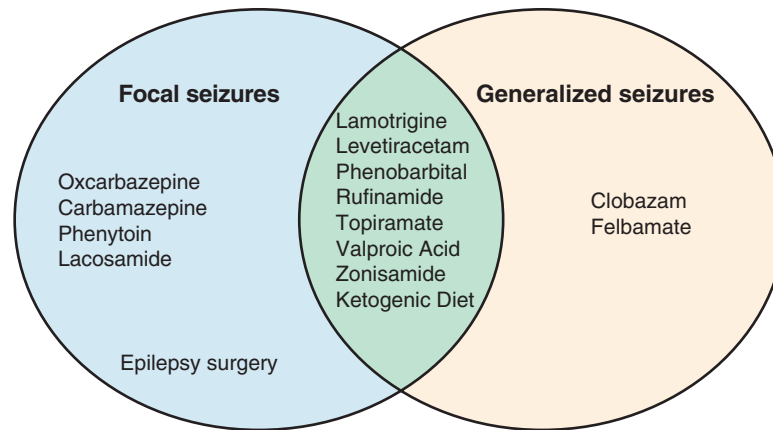 Focal seizures
Generalized seizures
Oxcarbazepine
Carbamazepine
Phenytoin
Lacosamide
Epilepsy surgery
Lamotrigine
Levetiracetam
Phenobarbital
Rufinamide
Topiramate
Valproic Acid
Zonisamide
Ketogenic Diet
Clobazam
Felbamate